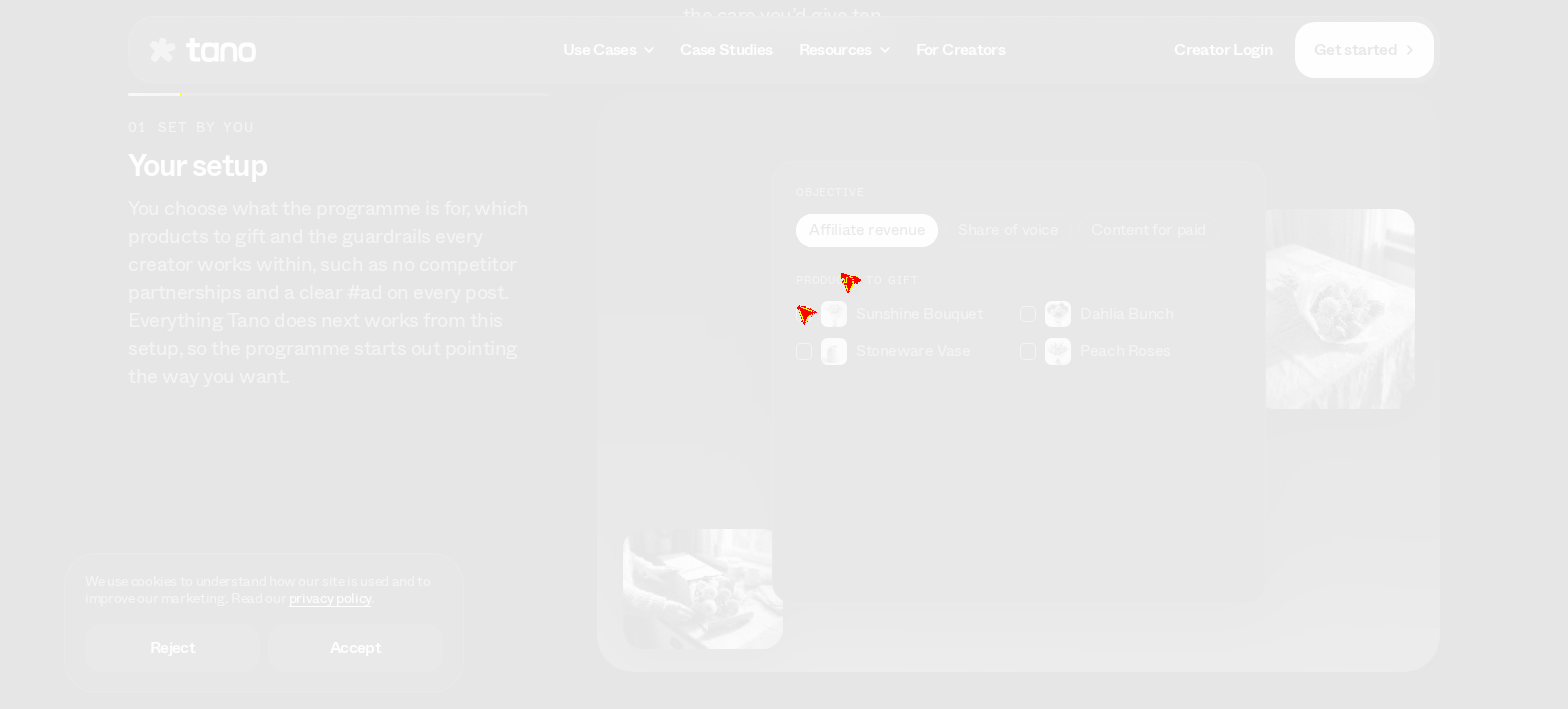 the care you'd give ten
tano
Use Cases
Case Studies
Resources
For Creators
Creator Login
Get started
01 SET BY YOU
Your setup
You choose what the programme is for, which
products to gift and the guardrails every
creator works within, such as no competitor
partnerships and a clear #ad on every post.
Everything Tano does next works from this
setup, so the programme starts out pointing
the way you want.
OBJECTIVE
Affiliate revenue
Share of voice
Content for paid
PRODUCTS TO GIFT
Sunshine Bouquet
Dahlia Bunch
Stoneware Vase
Peach Roses
We use cookies to understand how our site is used and to
improve our marketing. Read our privacy policy.
Reject
Accept